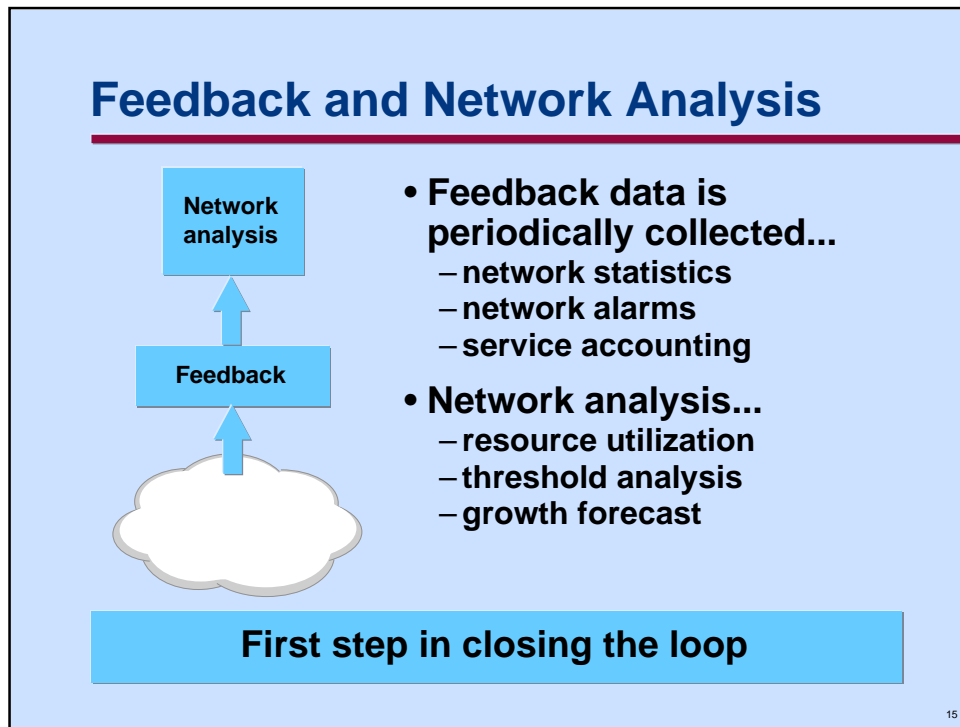 Feedback and Network Analysis
Network
analysis
Feedback
• Feedback data is
periodically collected...
– network statistics
– network alarms
– service accounting
• Network analysis...
– resource utilization
– threshold analysis
– growth forecast
First step in closing the loop
15